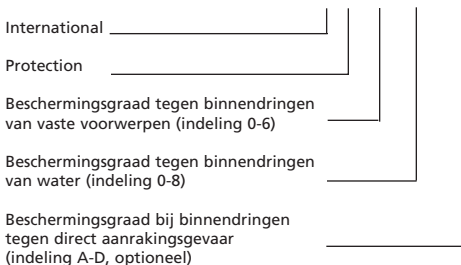 International
Protection
Beschermingsgraad tegen binnendringen
van vaste voorwerpen (indeling 0-6)
Beschermingsgraad tegen binnendringen
van water (indeling 0-8)
Beschermingsgraad bij binnendringen
tegen direct aanrakingsgevaar
(indeling A-D, optioneel)